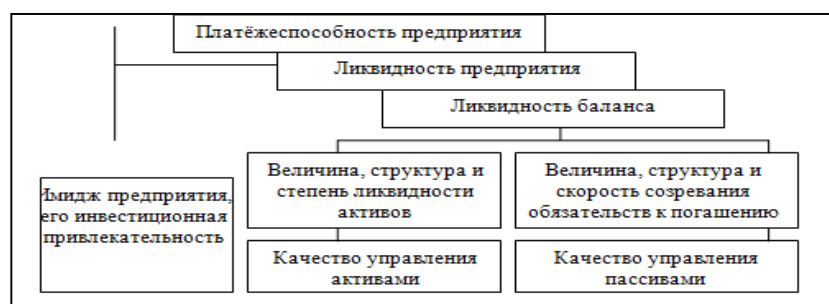 Платёжеспособность предприятия
Ликвидность предприятия
Ликвидность баланса
Имидж предприятия,
его инвестиционная
привлекательность
Величина, структура и
степень ликвидности
активов
Величина, структура и
скорость созревания
обязательств к погашению
Качество управления
активами
Качество управления
пассивами